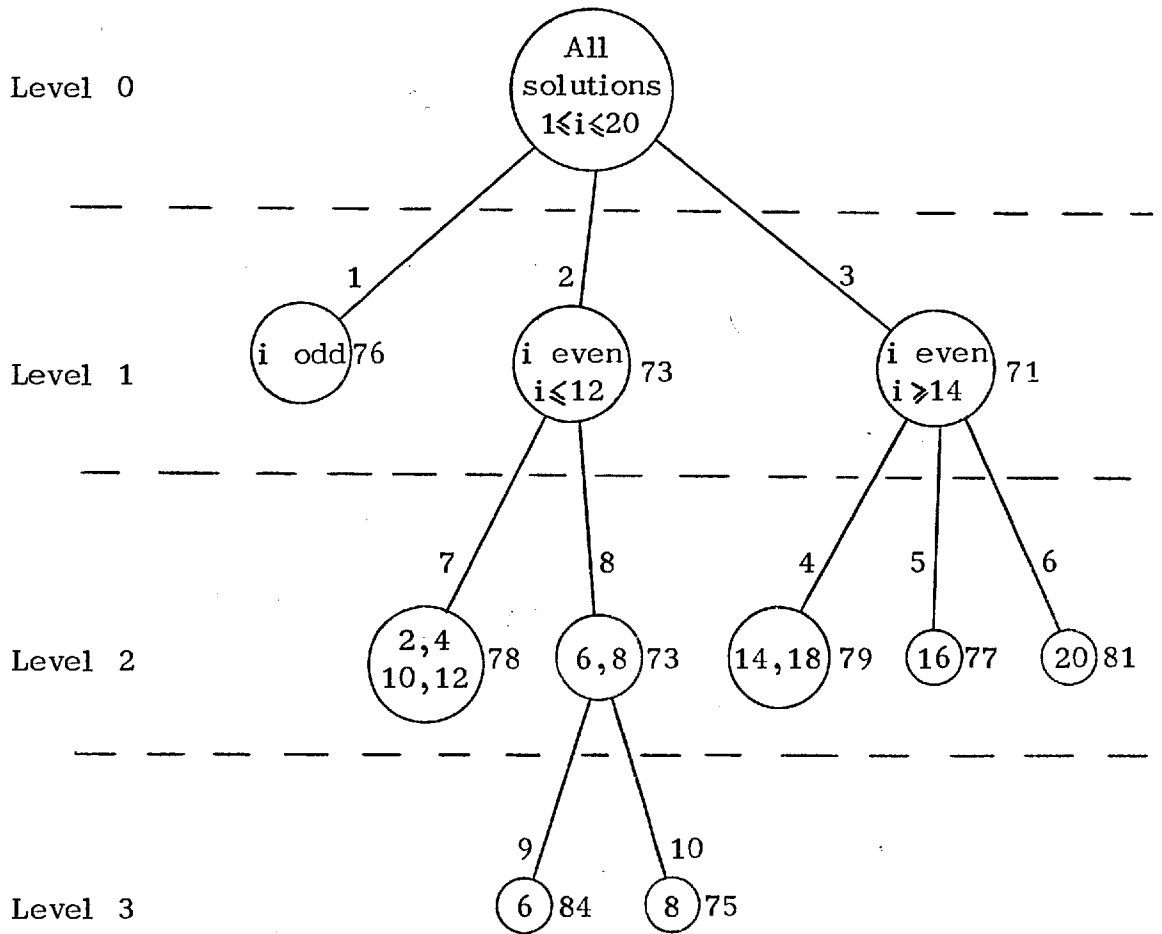 All
Level 0
solutions
1⩽i⩽20
1
2
3
i odd 76
i even
i⩽12
73
i even
i⩾14
71
Level 1
7
8
4
5
6
Level 2
2,4
10,12
78
6,8 73
14,18 79
16 77
20 81
9
10
Level 3
6 84
8 75